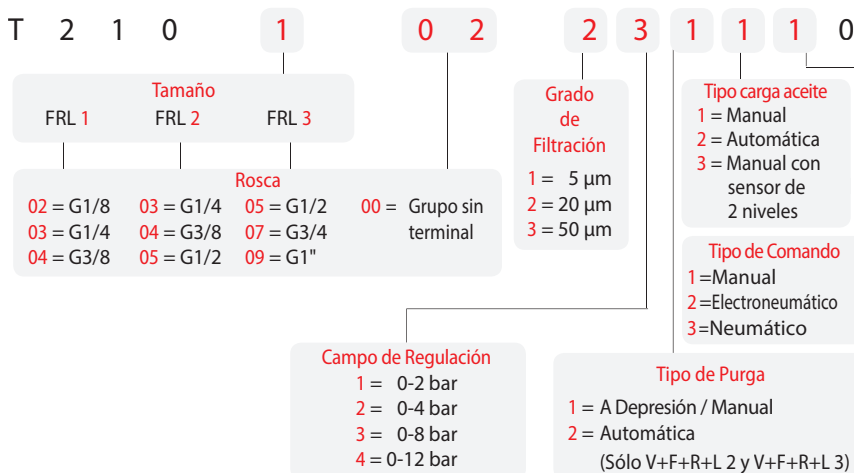 T 2 1 0 1 0 2 2 3 1 1 1 0
Tamaño
FRL 1 FRL 2 FRL 3
Rosca
02 = G1/8 03 = G1/4 05 = G1/2 00 = Grupo sin
03 = G1/4 04 = G3/8 07 = G3/4 terminal
04 = G3/8 05 = G1/2 09 = G1"
Grado
de
Filtración
1 = 5 µm
2 = 20 µm
3 = 50 µm
Tipo carga aceite
1 = Manual
2 = Automática
3 = Manual con
sensor de
2 niveles
Tipo de Comando
1 =Manual
2 =Electroneumático
3 =Neumático
Campo de Regulación
1 = 0-2 bar
2 = 0-4 bar
3 = 0-8 bar
4 = 0-12 bar
Tipo de Purga
1 = A Depresión / Manual
2 = Automática
(Sólo V+F+R+L 2 y V+F+R+L 3)